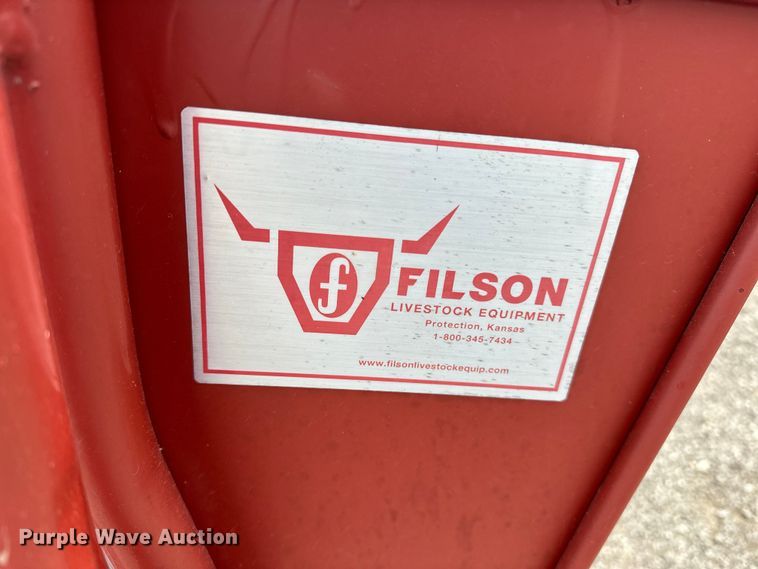 f
FILSON
LIVESTOCK EQUIPMENT
Protection, Kansas
1-800-345-7434
www.filsonlivestockequip.com
Purple Wave Auction